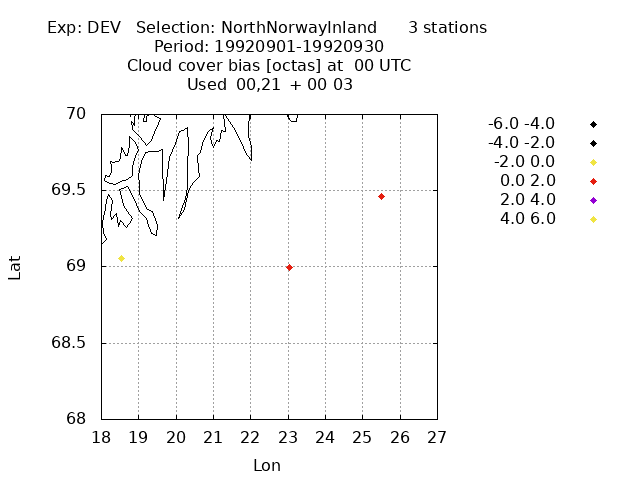 Exp: DEV   Selection: NorthNorwayInland      3 stations
Period: 19920901-19920930
Cloud cover bias [octas] at  00 UTC
Used  00,21  + 00 03
-6.0 -4.0
-4.0 -2.0
-2.0 0.0
0.0 2.0
2.0 4.0
4.0 6.0
70
69.5
69
68.5
68
Lat
18 19 20 21 22 23 24 25 26 27
Lon